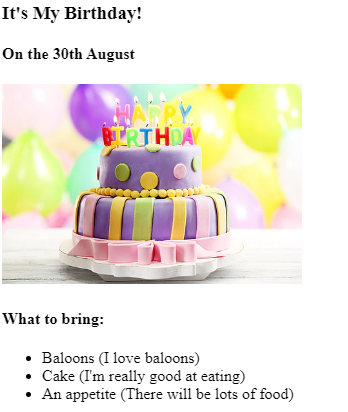 It's My Birthday!
On the 30th August
HAPPY
BIRTHDAY
What to bring:
Baloons (I love baloons)
Cake (I'm really good at eating)
An appetite (There will be lots of food)